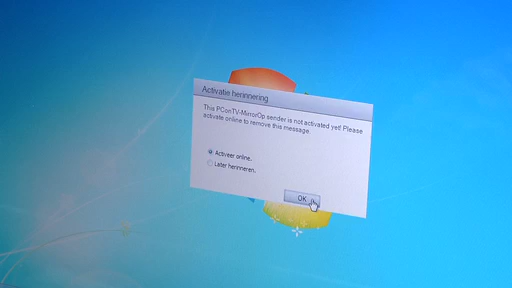 Activatie herinnering
This PConTV-MirrorOp sender is not activated yet! Please
activate online to remove this message.
Activeer online.
Later herinneren.
OK